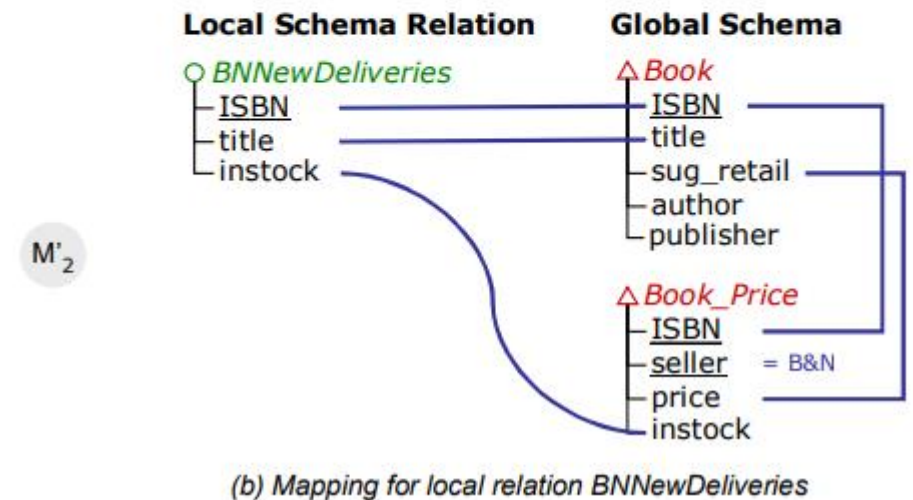 Local Schema Relation
Global Schema
BNNewDeliveries
ISBN
title
instock
Book
ISBN
title
sug_retail
author
publisher
M'2
Book_Price
ISBN
seller = B&N
price
instock
(b) Mapping for local relation BNNewDeliveries